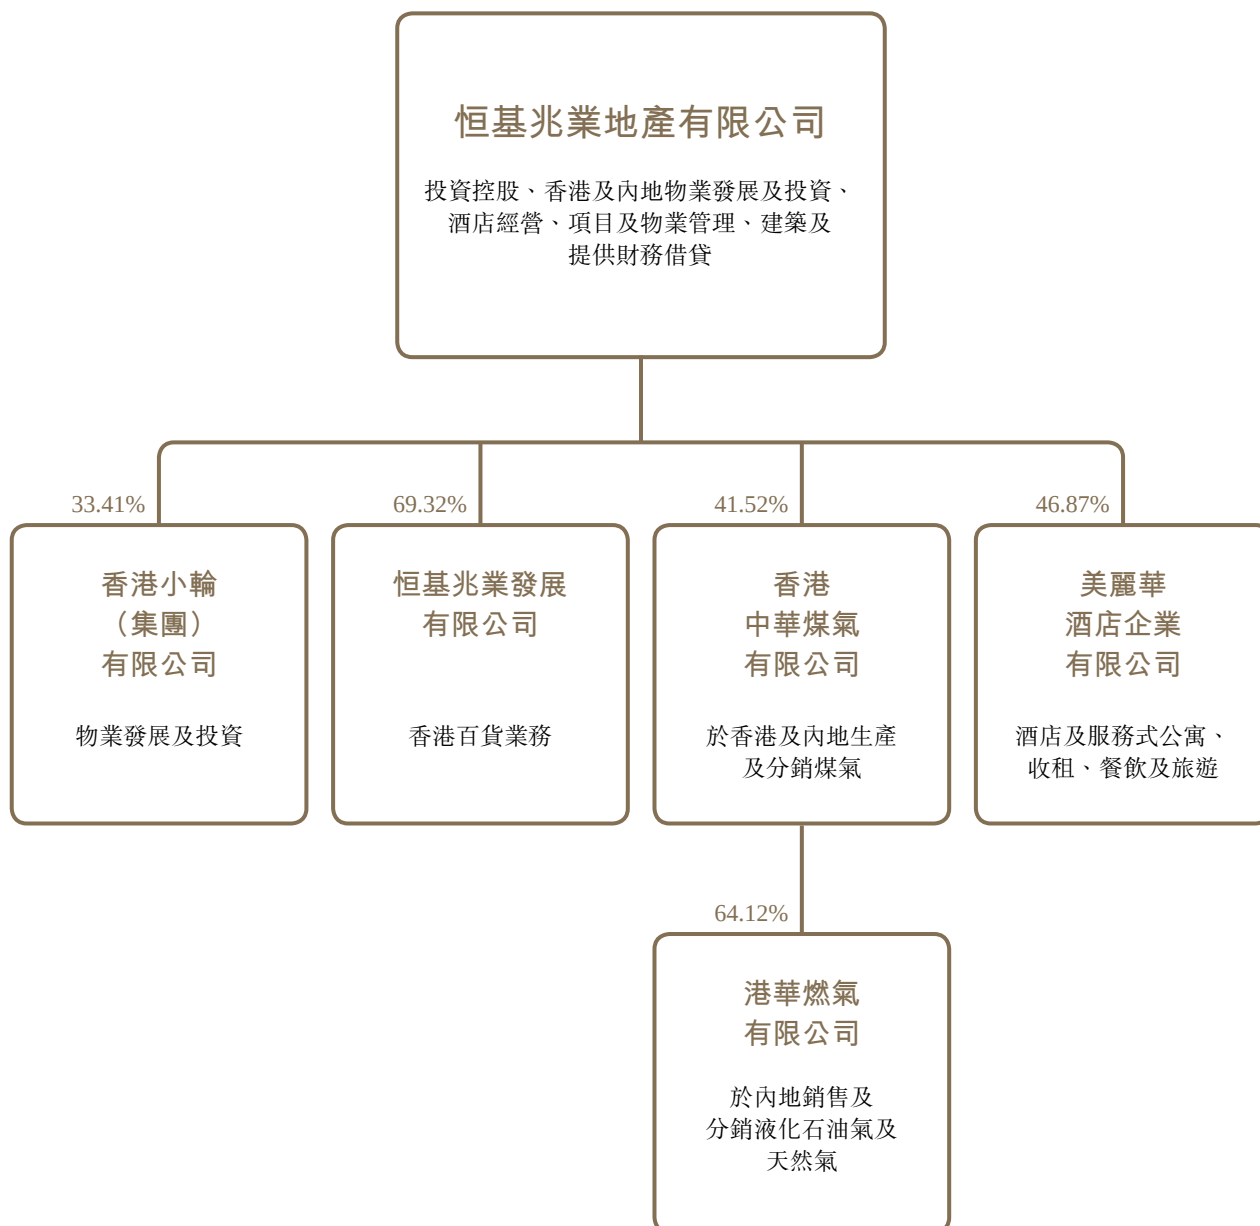 恒基兆業地產有限公司
投資控股、香港及內地物業發展及投資、
酒店經營、項目及物業管理、建築及
提供財務借貸
33.41%
香港小輪
（集團）
有限公司
物業發展及投資
69.32%
恒基兆業發展
有限公司
香港百貨業務
41.52%
香港
中華煤氣
有限公司
於香港及內地生產
及分銷煤氣
46.87%
美麗華
酒店企業
有限公司
酒店及服務式公寓、
收租、餐飲及旅遊
64.12%
港華燃氣
有限公司
於內地銷售及
分銷液化石油氣及
天然氣